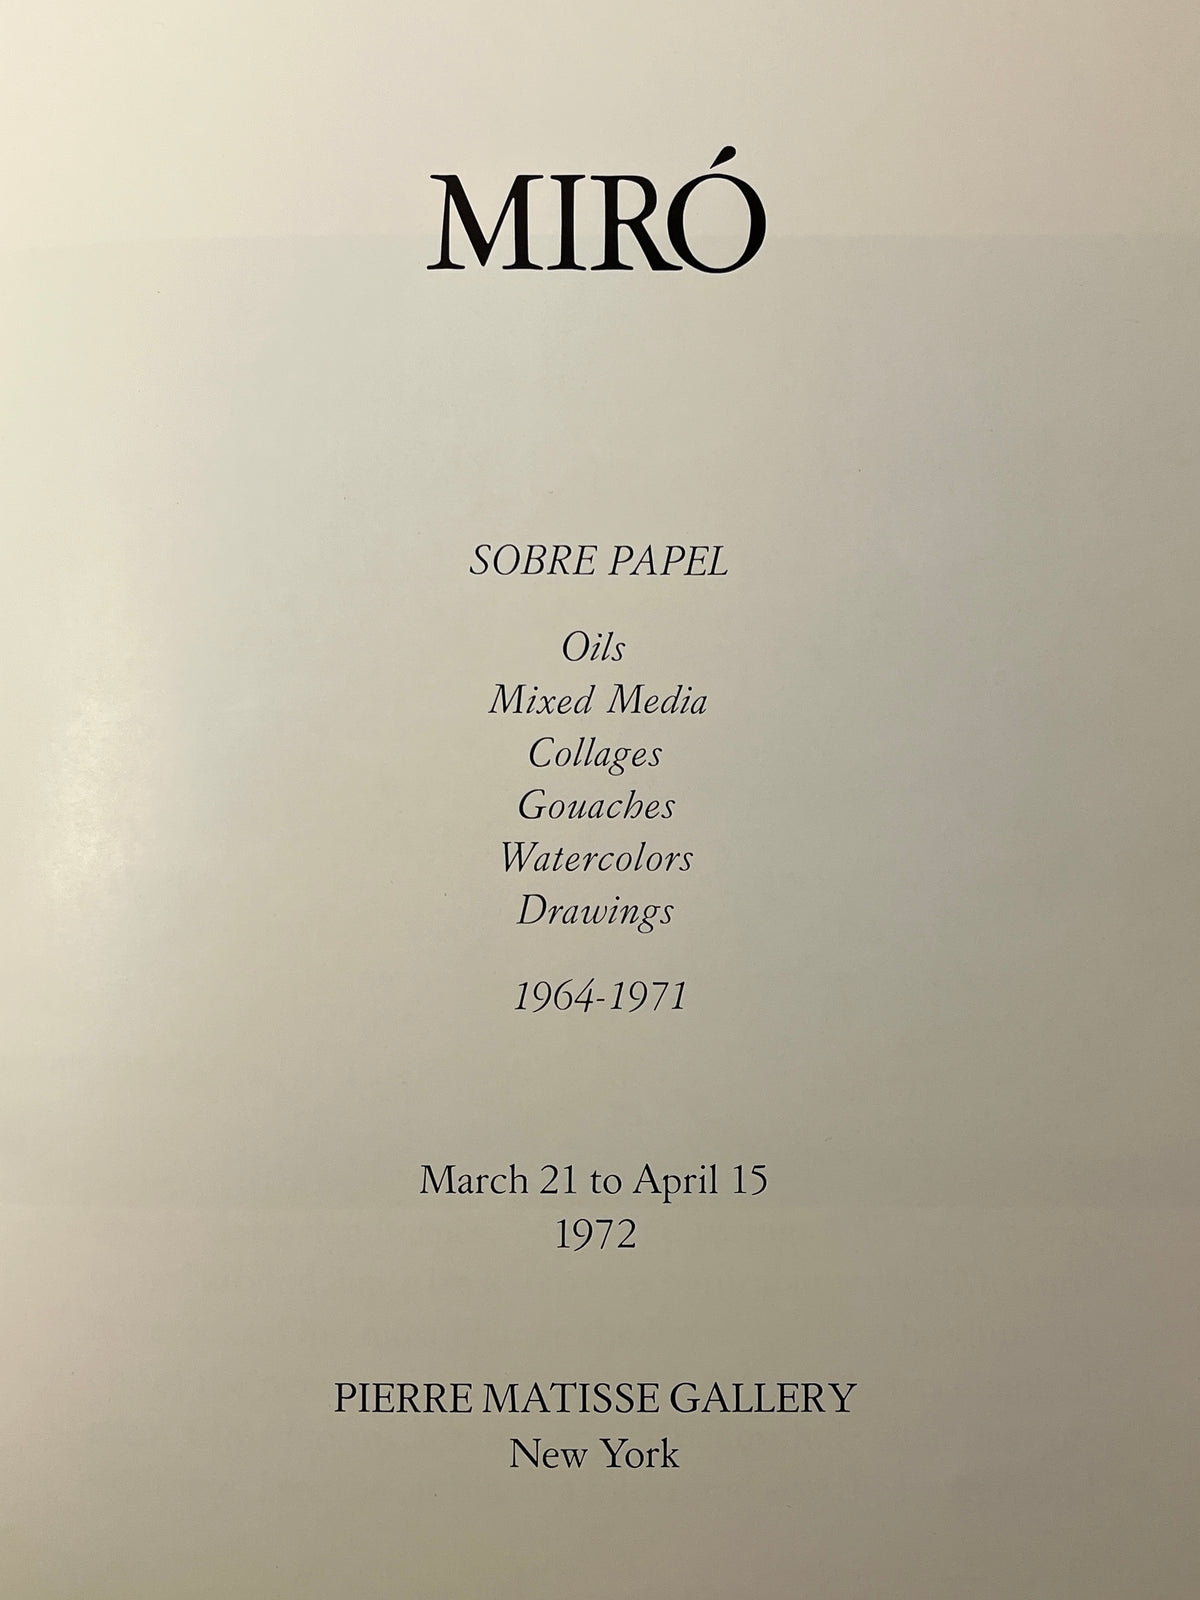 MIRÓ
SOBRE PAPEL
Oils
Mixed Media
Collages
Gouaches
Watercolors
Drawings
1964-1971
March 21 to April 15
1972
PIERRE MATISSE GALLERY
New York